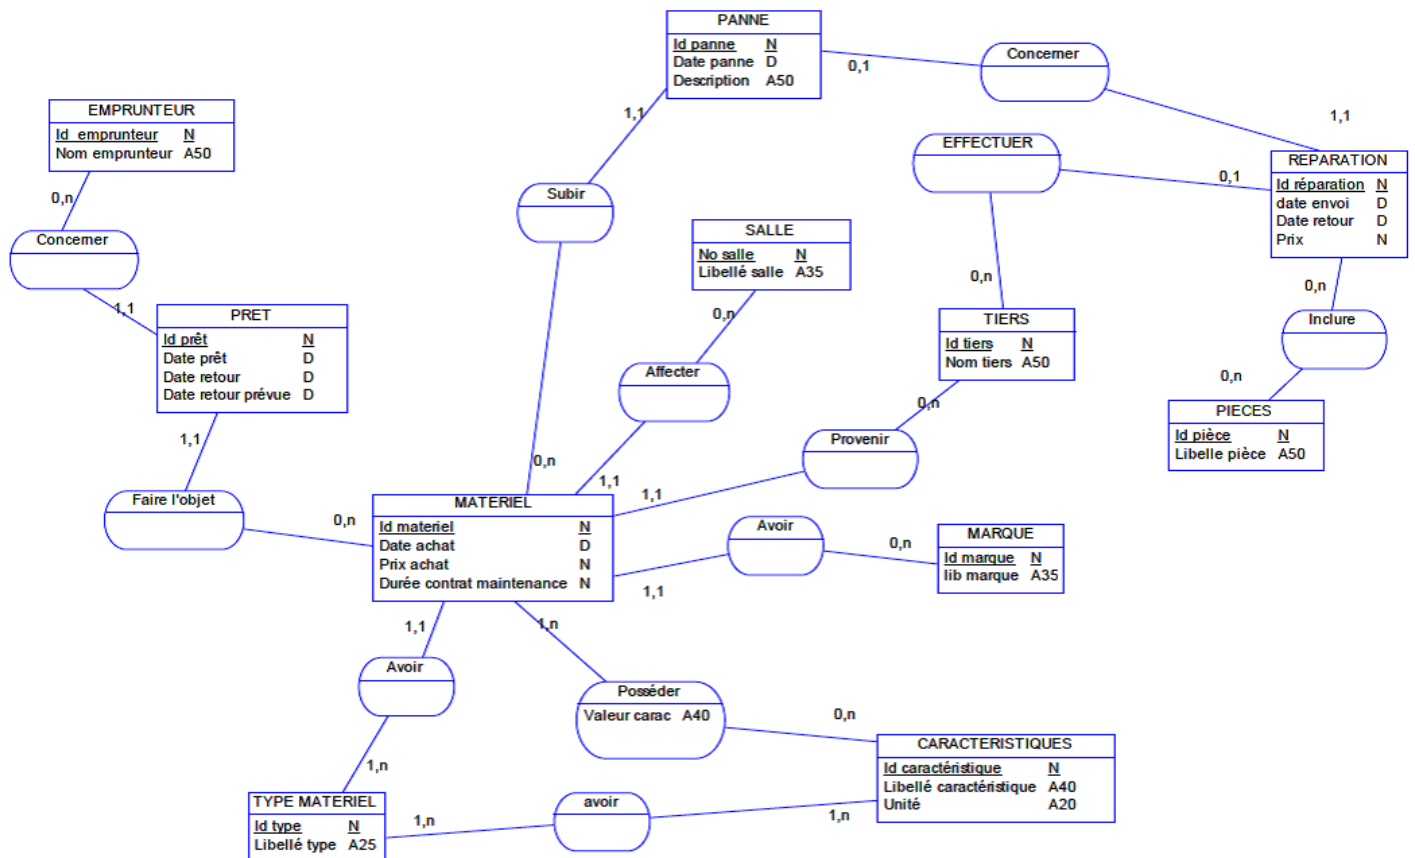 PANNE
Id panne N
Date panne D
Description A50
0,1
Concerner
1,1
1,1
EMPRUNTEUR
Id emprunteur N
Nom emprunteur A50
0,n
Concerner
1,1
EFFECTUER
0,1
0,n
REPARATION
Id réparation N
date envoi D
Date retour D
Prix N
0,n
Inclure
0,n
PIECES
Id pièce N
Libelle pièce A50
Subir
0,n
SALLE
No salle N
Libellé salle A35
0,n
Affecter
1,1
TIERS
Id tiers N
Nom tiers A50
0,n
Provenir
1,1
PRET
Id prêt N
Date prêt D
Date retour D
Date retour prévue D
1,1
Faire l'objet
0,n
MATERIEL
Id materiel N
Date achat D
Prix achat N
Durée contrat maintenance N
Avoir
1,1
0,n
MARQUE
Id marque N
lib marque A35
1,1
Avoir
1,n
1,n
Posséder
Valeur carac A40
0,n
CARACTERISTIQUES
Id caractéristique N
Libellé caractéristique A40
Unité A20
TYPE MATERIEL
Id type N
Libellé type A25
1,n
avoir
1,n